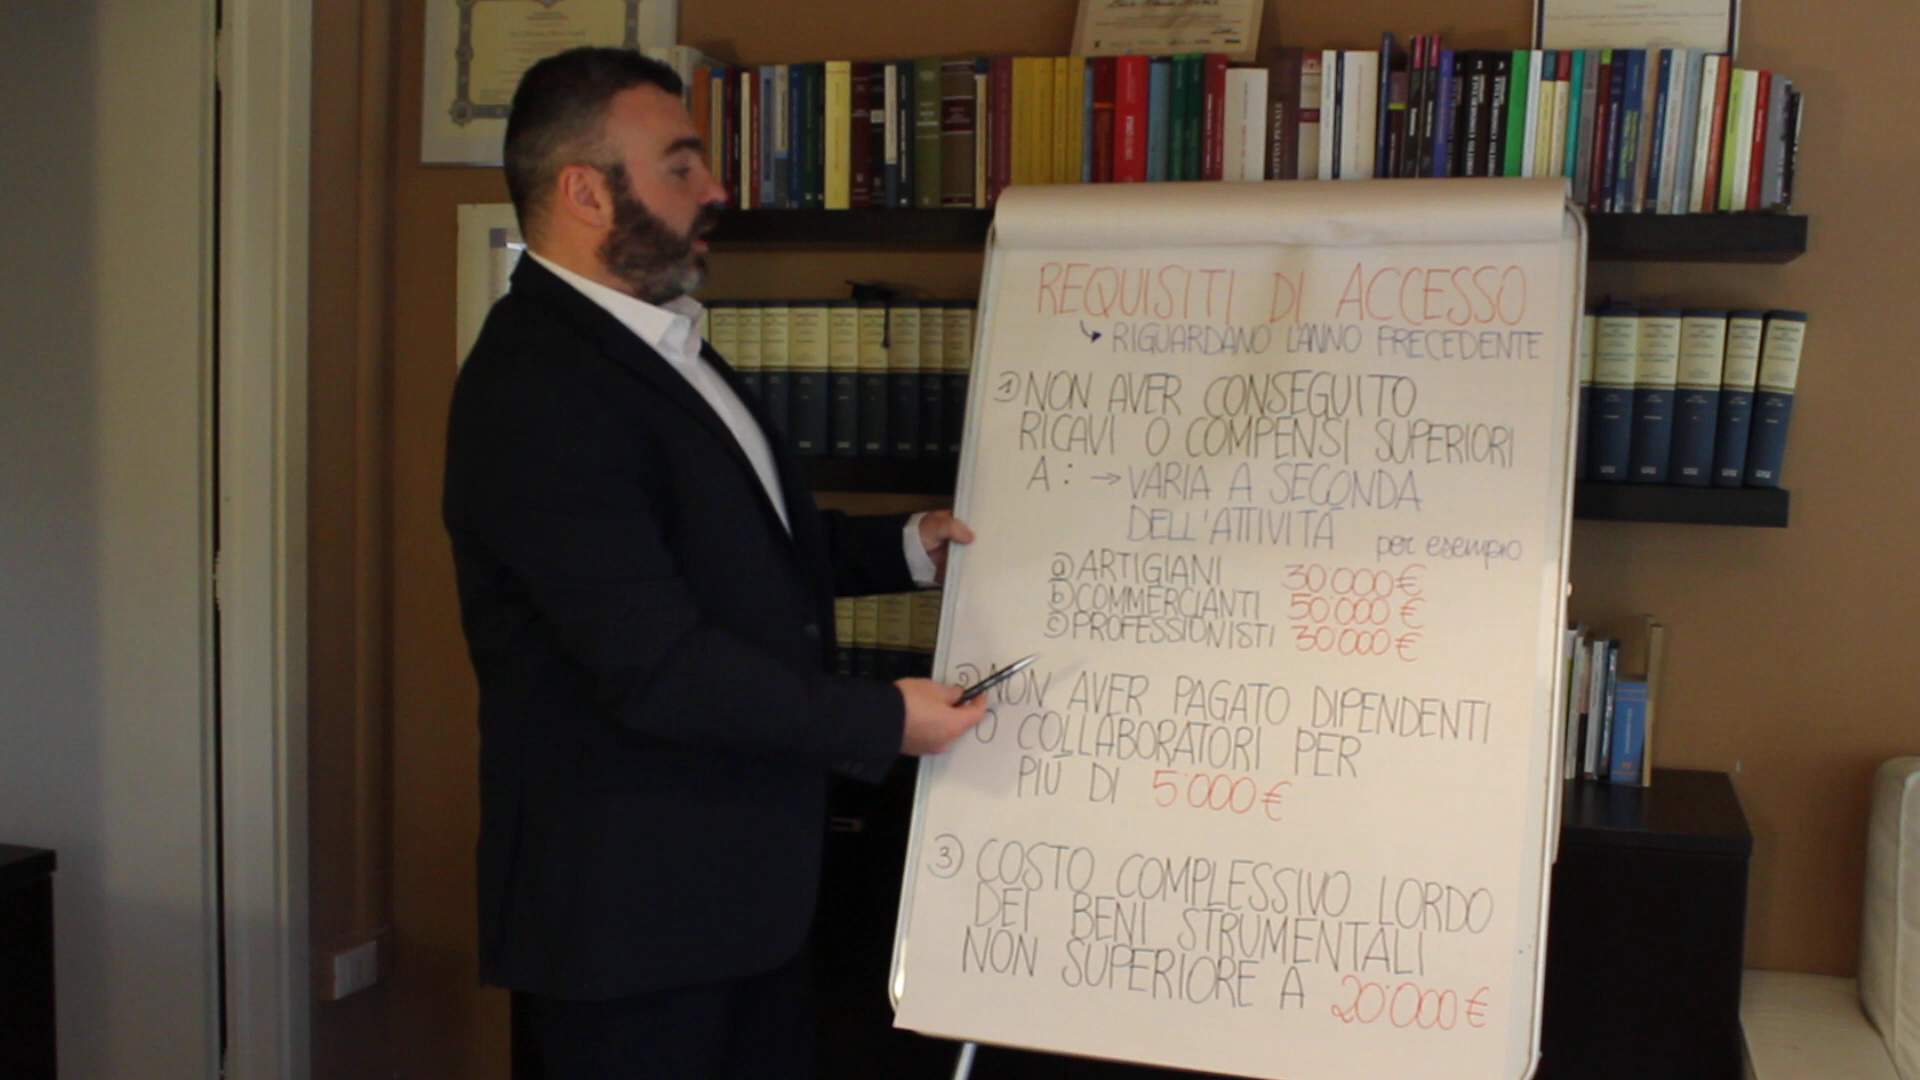 REQUISITI DI ACCESSO
RIGUARDANO L'ANNO PRECEDENTE
1 NON AVER CONSEGUITO
RICAVI O COMPENSI SUPERIORI
A: → VARIA A SECONDA
DELL'ATTIVITÀ per esempio
a ARTIGIANI 30'000€
b COMMERCIANTI 50'000€
c PROFESSIONISTI 30'000€
2 NON AVER PAGATO DIPENDENTI
O COLLABORATORI PER
PIÙ DI 5'000€
3 COSTO COMPLESSIVO LORDO
DEI BENI STRUMENTALI
NON SUPERIORE A 20'000€